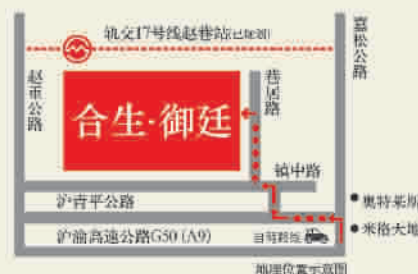 轨交17号线赵巷站(已规划)
嘉松公路
赵重公路
巷居路
合生·御廷
镇中路
沪青平公路
奥特莱斯
沪渝高速公路G50 (A9)
自驾路线
米格天地
地理位置示意图